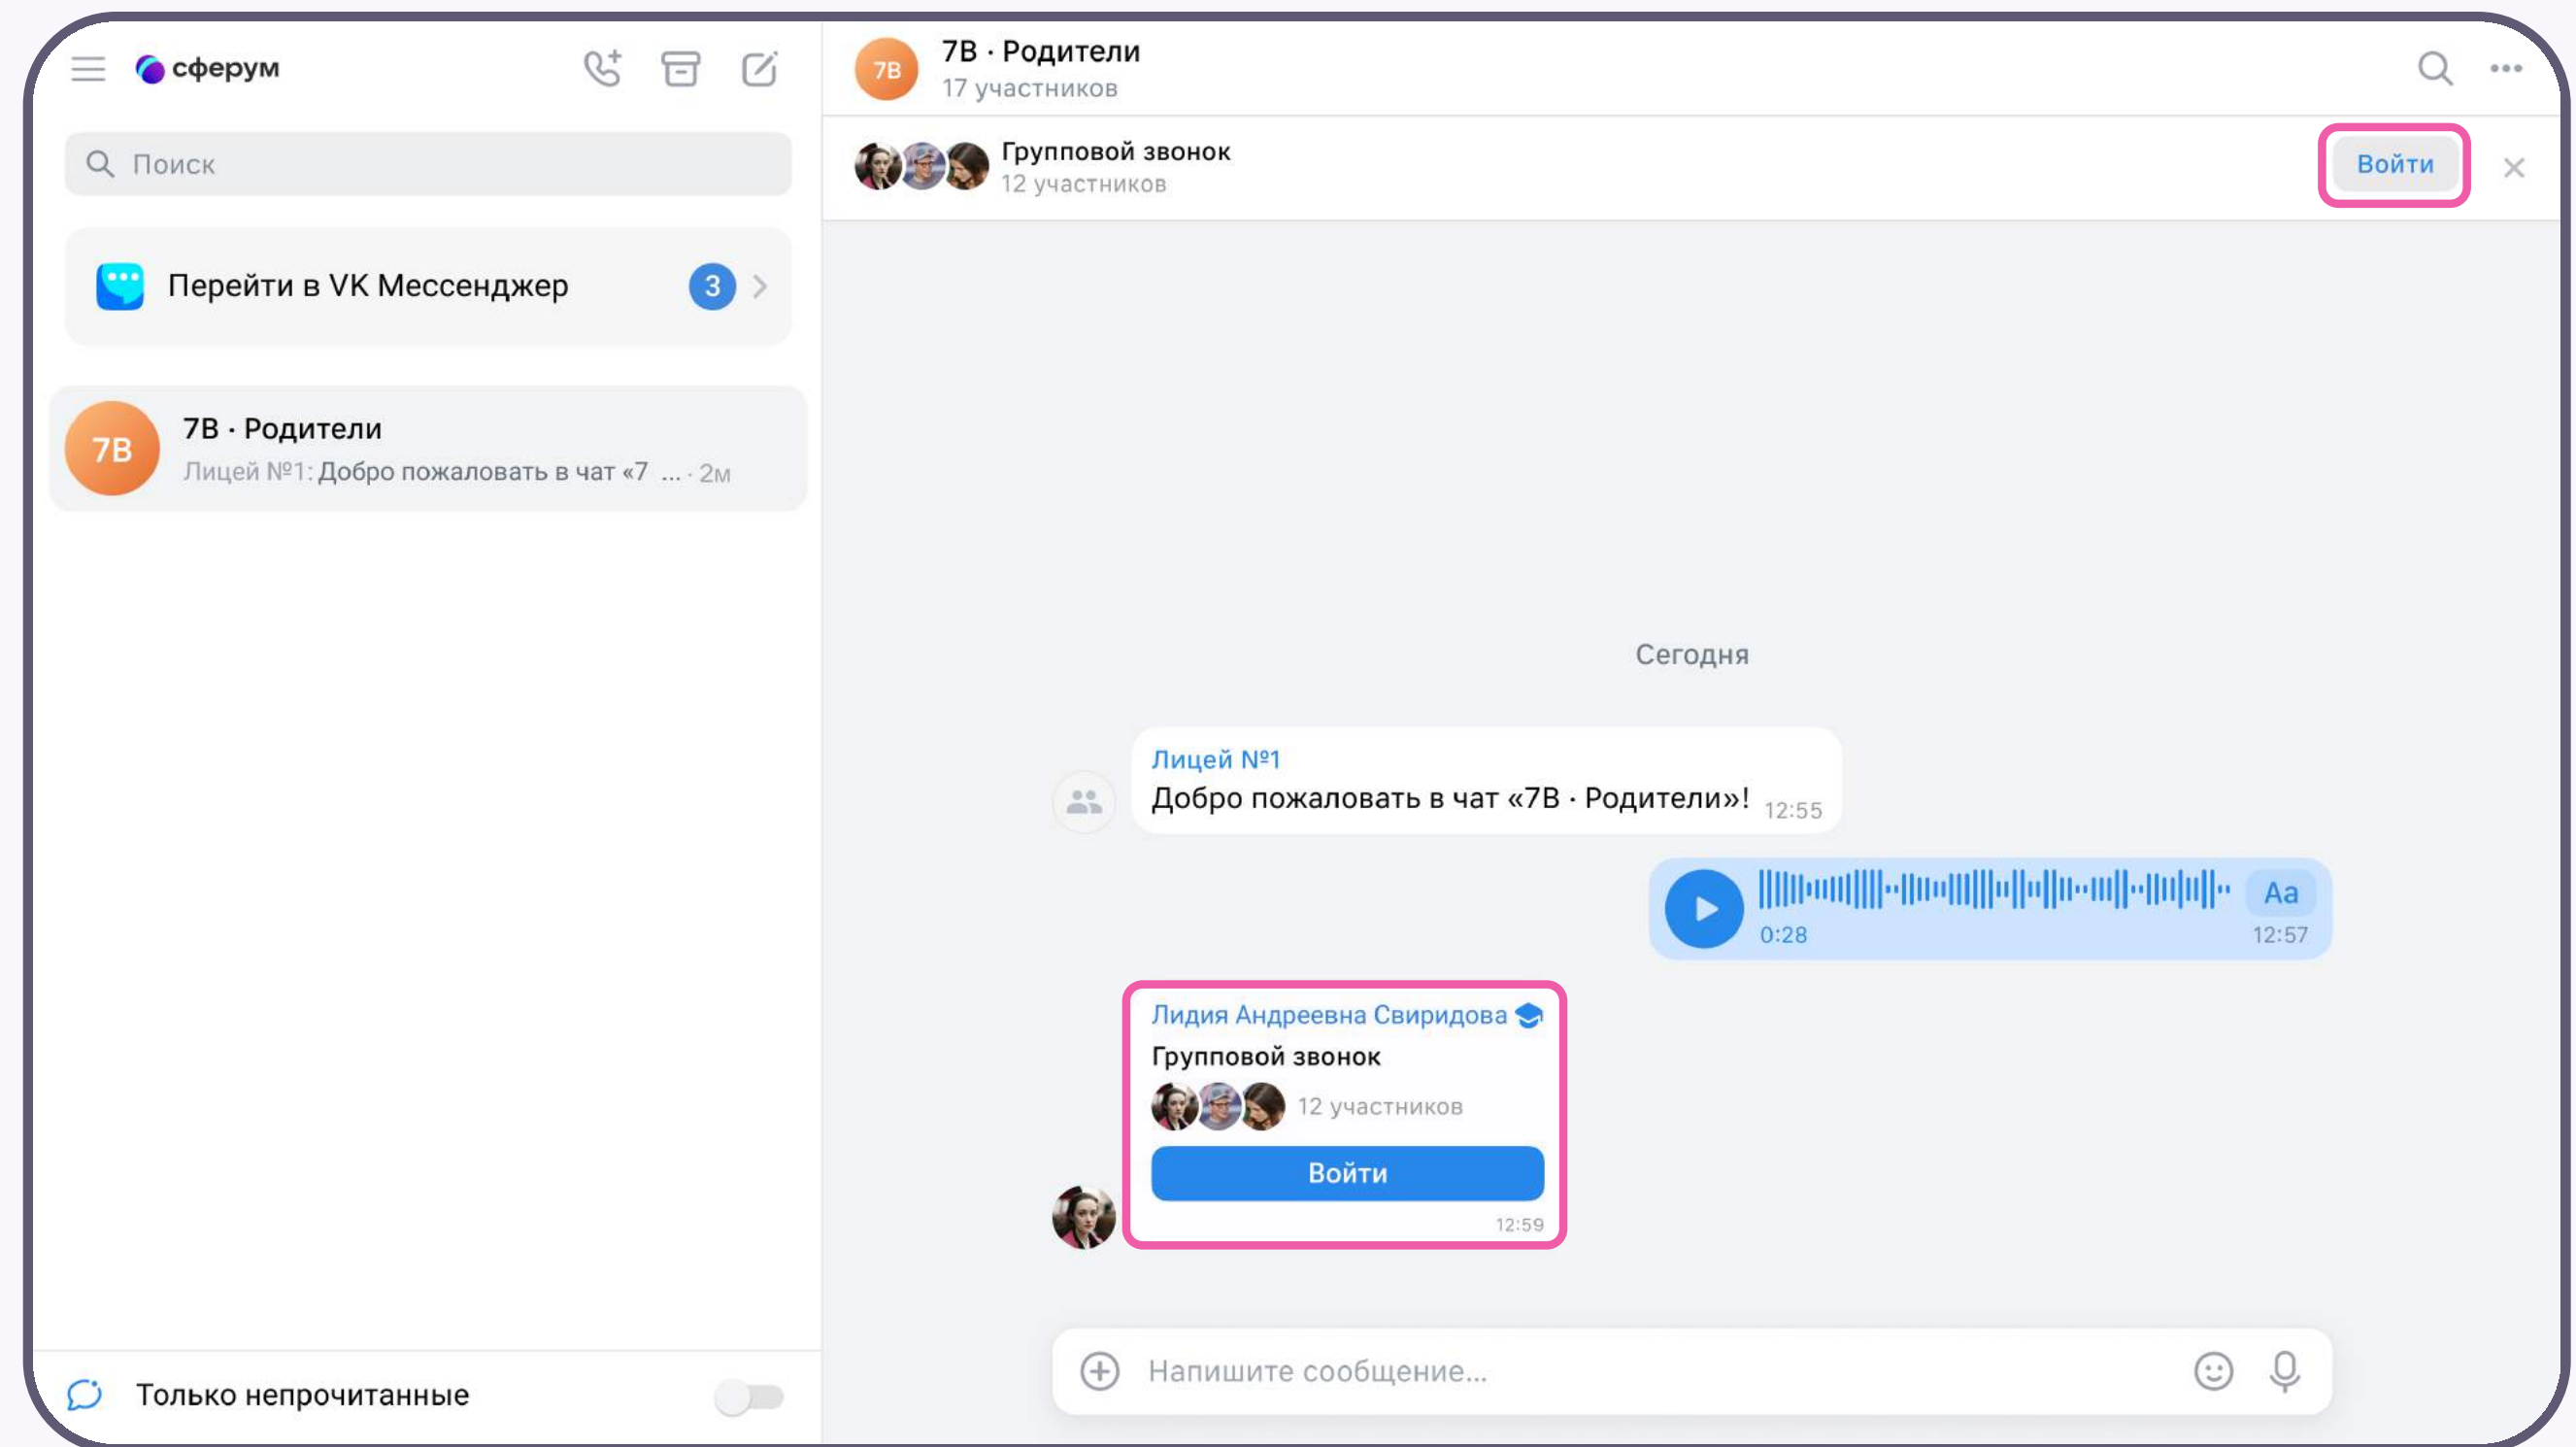 сферум
Поиск
Перейти в VK Мессенджер
3
7В
7В · Родители
Лицей №1: Добро пожаловать в чат «7 ... · 2м
Только непрочитанные
7В
7В · Родители
17 участников
Групповой звонок
12 участников
Войти
Сегодня
Лицей №1
Добро пожаловать в чат «7В · Родители»! 12:55
Aa
0:28
12:57
Лидия Андреевна Свиридова
Групповой звонок
12 участников
Войти
12:59
Напишите сообщение...